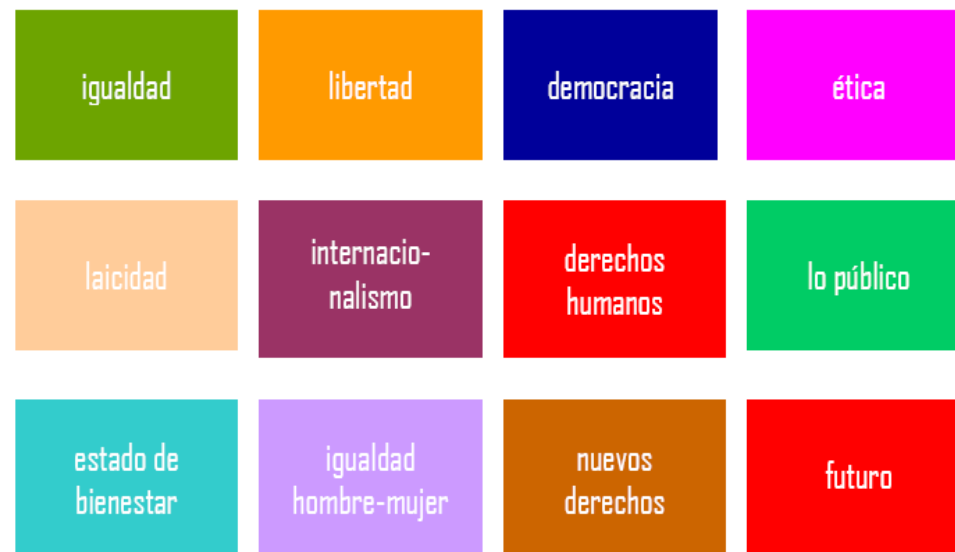 igualdad
libertad
democracia
ética
laicidad
internacio-
nalismo
derechos
humanos
lo público
estado de
bienestar
igualdad
hombre-mujer
nuevos
derechos
futuro